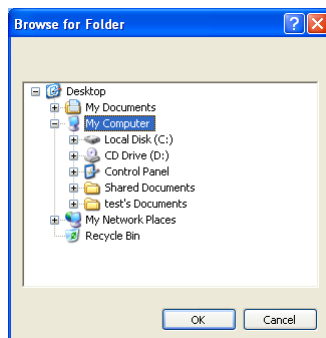 Browse for Folder
Desktop
My Documents
My Computer
Local Disk (C:)
CD Drive (D:)
Control Panel
Shared Documents
test's Documents
My Network Places
Recycle Bin
OK Cancel